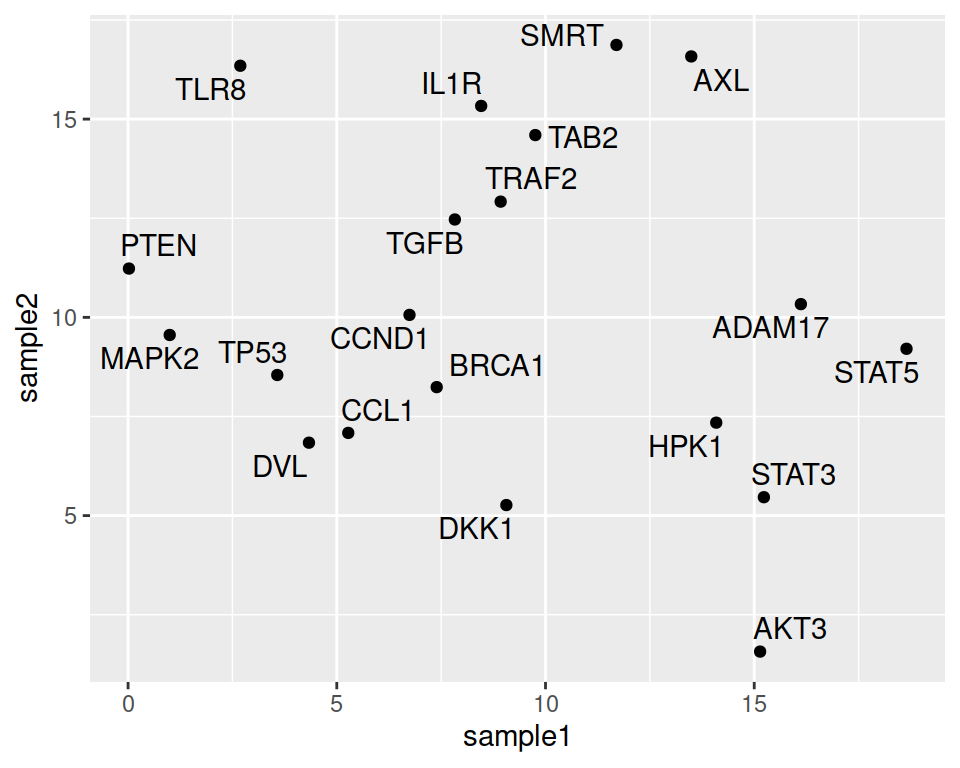 SMRT
AXL
TLR8
IL1R
15
TAB2
TRAF2
TGFB
PTEN
10
ADAM17
CCND1
MAPK2
TP53
BRCA1
STAT5
CCL1
HPK1
DVL
STAT3
5
DKK1
AKT3
0
5
10
15
sample1
sample2